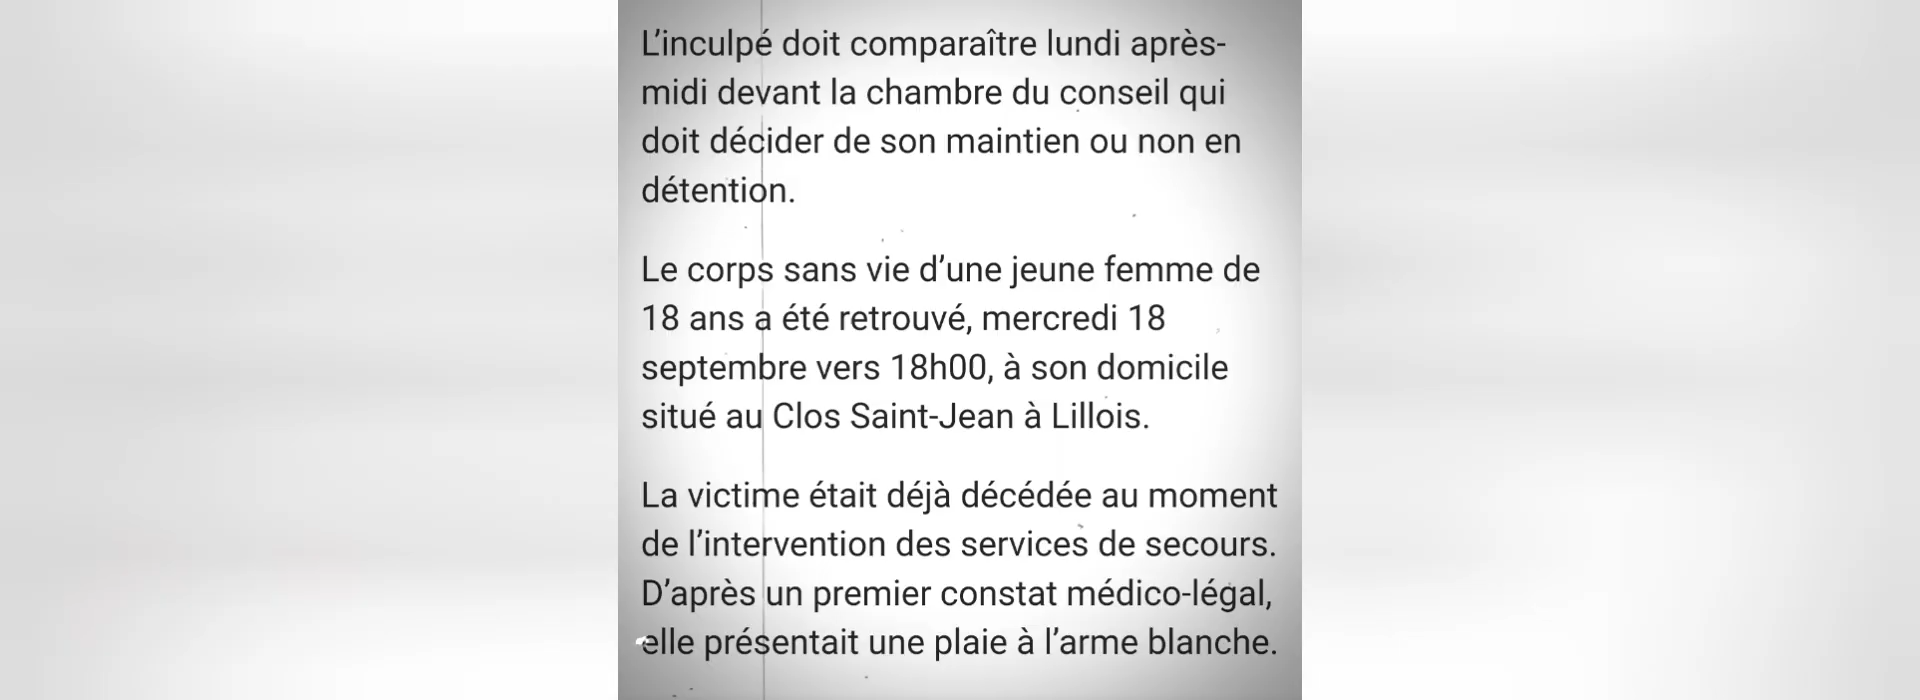 L’inculpé doit comparaître lundi après-
midi devant la chambre du conseil qui
doit décider de son maintien ou non en
détention.
Le corps sans vie d’une jeune femme de
18 ans a été retrouvé, mercredi 18
septembre vers 18h00, à son domicile
situé au Clos Saint-Jean à Lillois.
La victime était déjà décédée au moment
de l’intervention des services de secours.
D’après un premier constat médico-légal,
elle présentait une plaie à l’arme blanche.